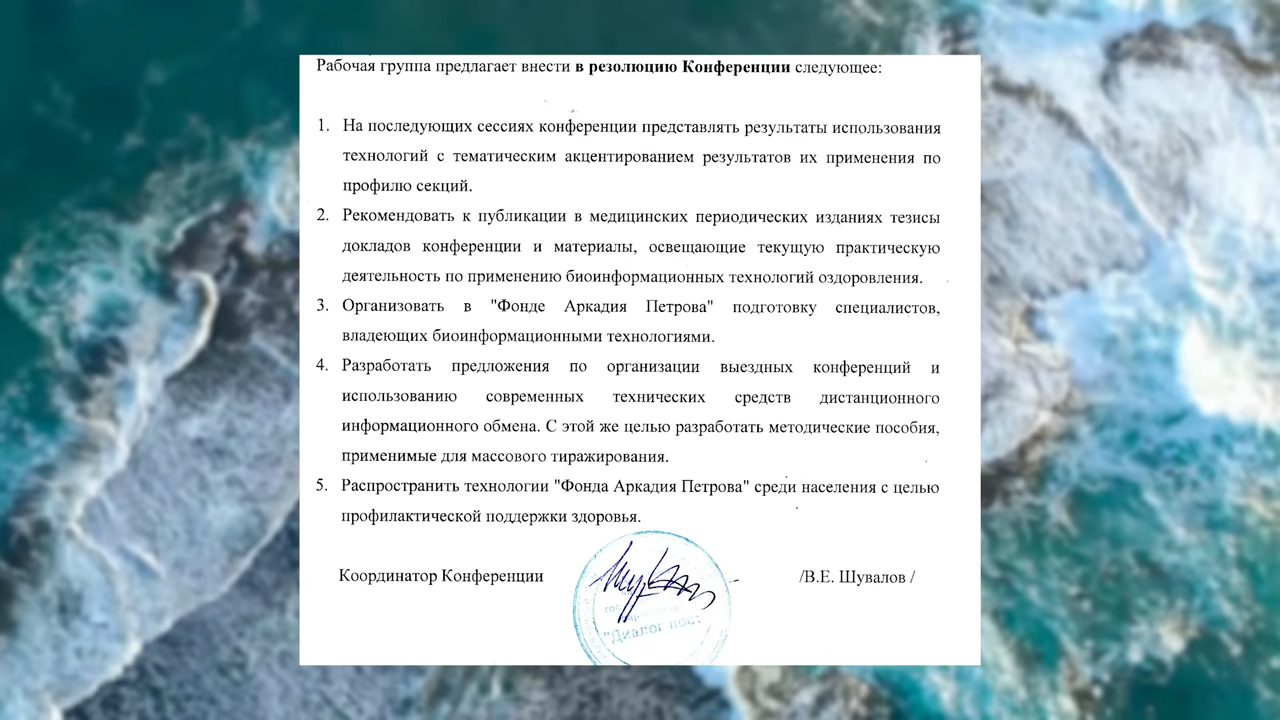 Рабочая группа предлагает внести в резолюцию Конференции следующее:
1. На последующих сессиях конференции представлять результаты использования
технологий с тематическим акцентированием результатов их применения по
профилю секций.
2. Рекомендовать к публикации в медицинских периодических изданиях тезисы
докладов конференции и материалы, освещающие текущую практическую
деятельность по применению биоинформационных технологий оздоровления.
3. Организовать в "Фонде Аркадия Петрова" подготовку специалистов,
владеющих биоинформационными технологиями.
4. Разработать предложения по организации выездных конференций и
использованию современных технических средств дистанционного
информационного обмена. С этой же целью разработать методические пособия,
применимые для массового тиражирования.
5. Распространить технологии "Фонда Аркадия Петрова" среди населения с целью
профилактической поддержки здоровья.
Координатор Конференции /В.Е. Шувалов /
"Диалог